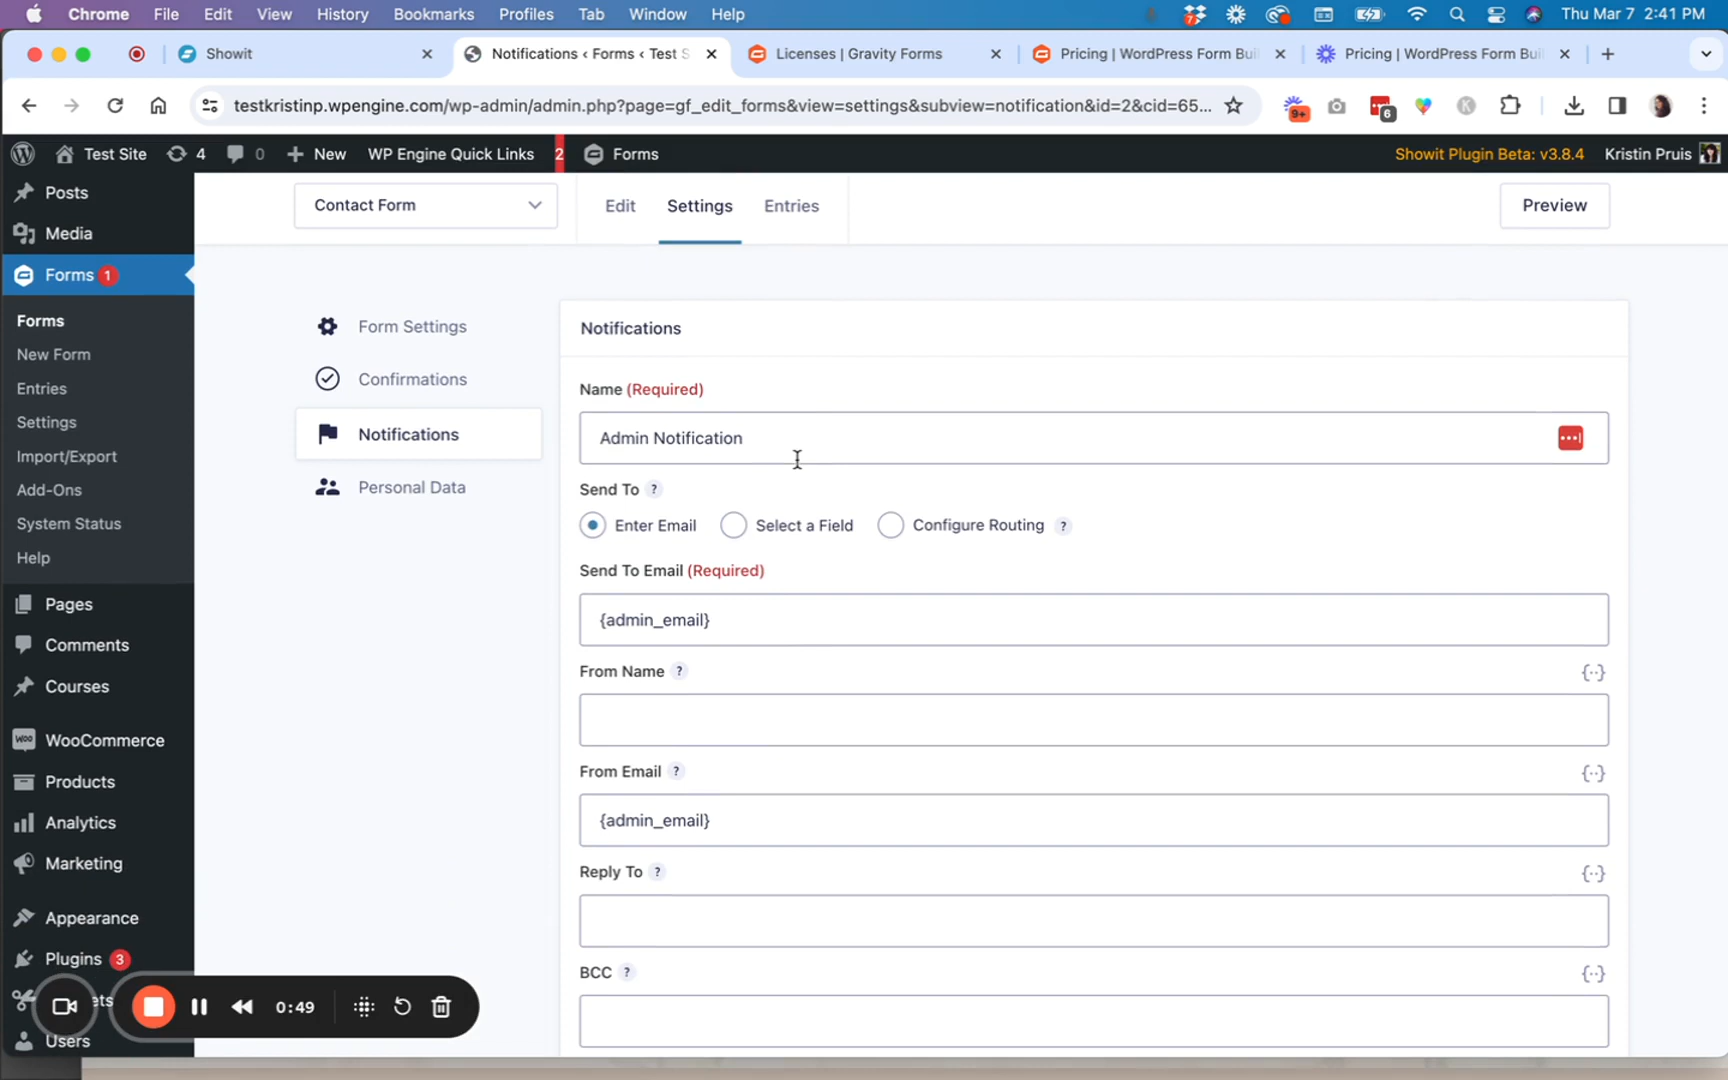 Chrome File Edit View History Bookmarks Profiles Tab Window Help Thu Mar 7 2:41 PM
Showit Notifications ‹ Forms ‹ Test S Licenses | Gravity Forms Pricing | WordPress Form Bui Pricing | WordPress Form Bui
testkristinp.wpengine.com/wp-admin/admin.php?page=gf_edit_forms&view=settings&subview=notification&id=2&cid=65... 9+ 6 K
Test Site 4 0 New WP Engine Quick Links 2 Forms Showit Plugin Beta: v3.8.4 Kristin Pruis
Posts
Media
Forms 1
Forms
New Form
Entries
Settings
Import/Export
Add-Ons
System Status
Help
Pages
Comments
Courses
WooCommerce
Products
Analytics
Marketing
Appearance
Plugins 3
ets
Users
0:49
Contact Form Edit Settings Entries Preview
Form Settings
Confirmations
Notifications
Personal Data
Notifications
Name (Required)
Admin Notification
Send To ?
Enter Email Select a Field Configure Routing ?
Send To Email (Required)
{admin_email}
From Name ?
From Email ?
{admin_email}
Reply To ?
BCC ?